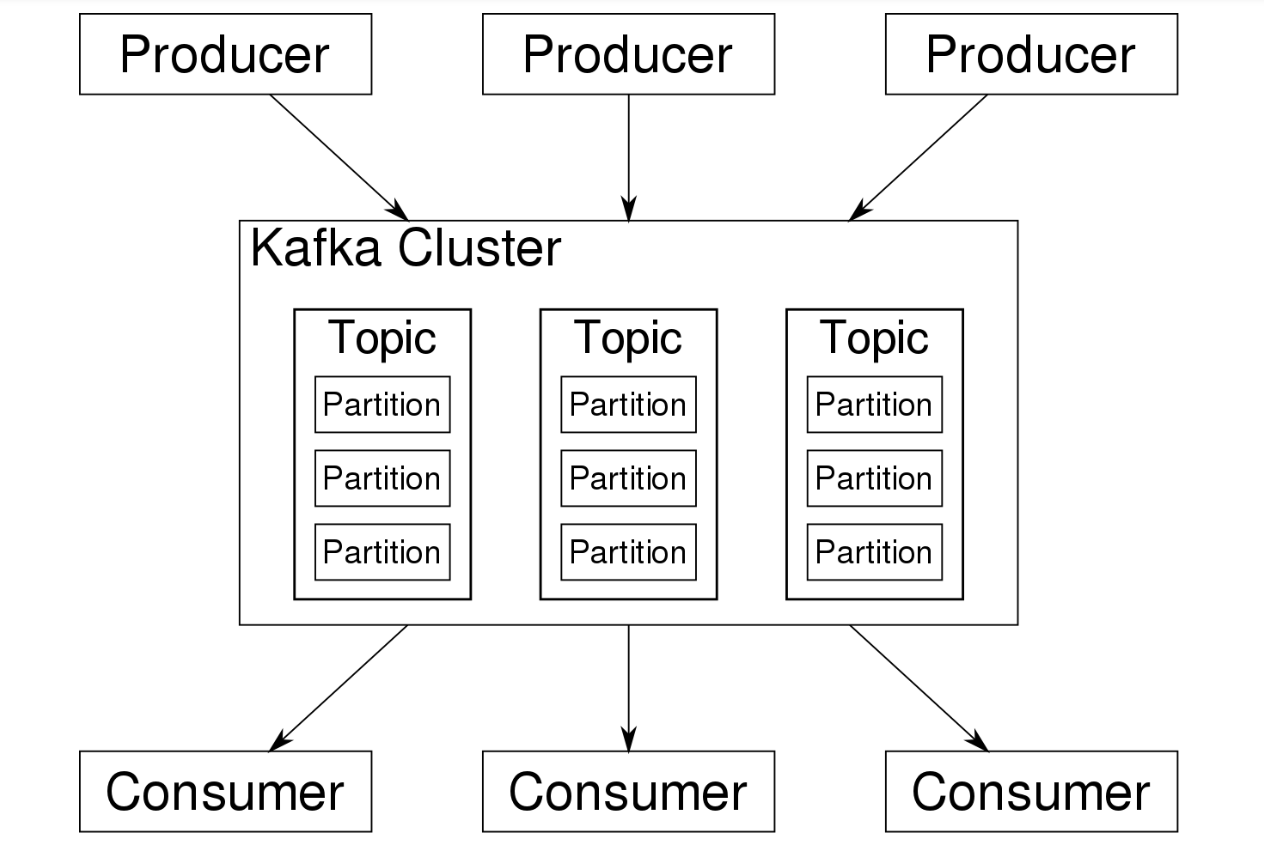 Producer
Producer
Producer
Kafka Cluster
Topic
Partition
Partition
Partition
Topic
Partition
Partition
Partition
Topic
Partition
Partition
Partition
Consumer
Consumer
Consumer